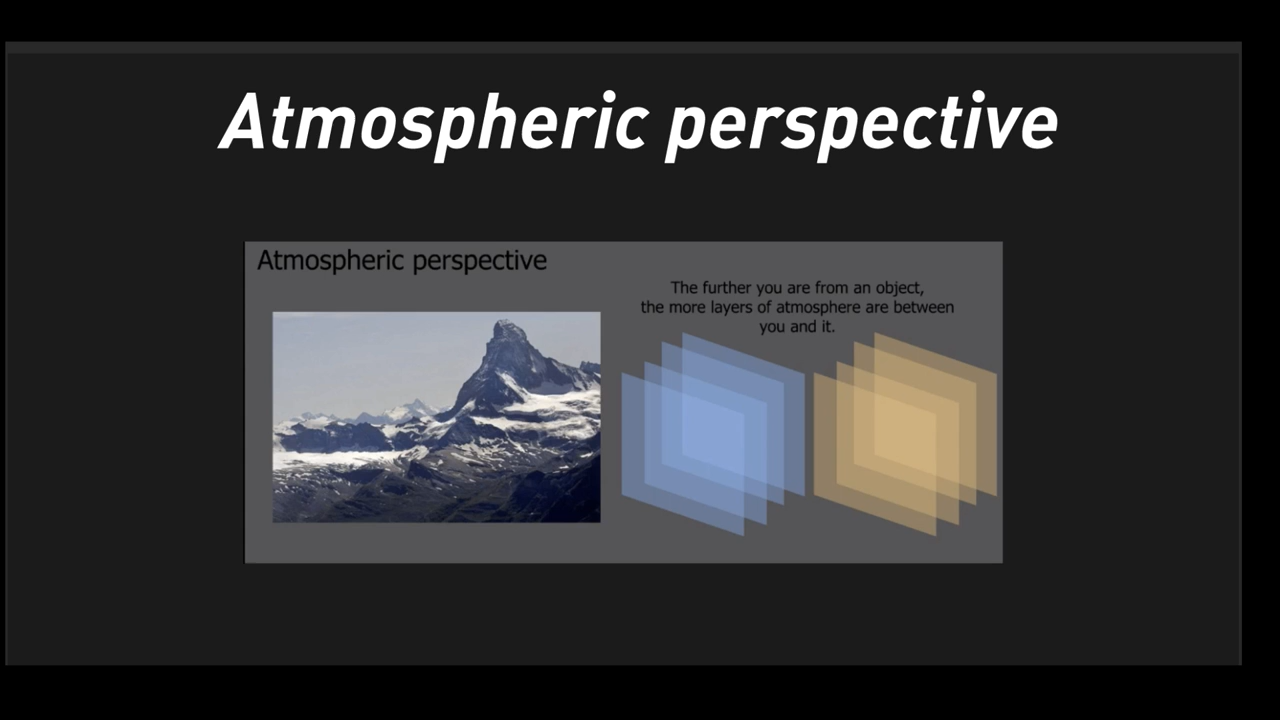 Atmospheric perspective
Atmospheric perspective
The further you are from an object,
the more layers of atmosphere are between
you and it.